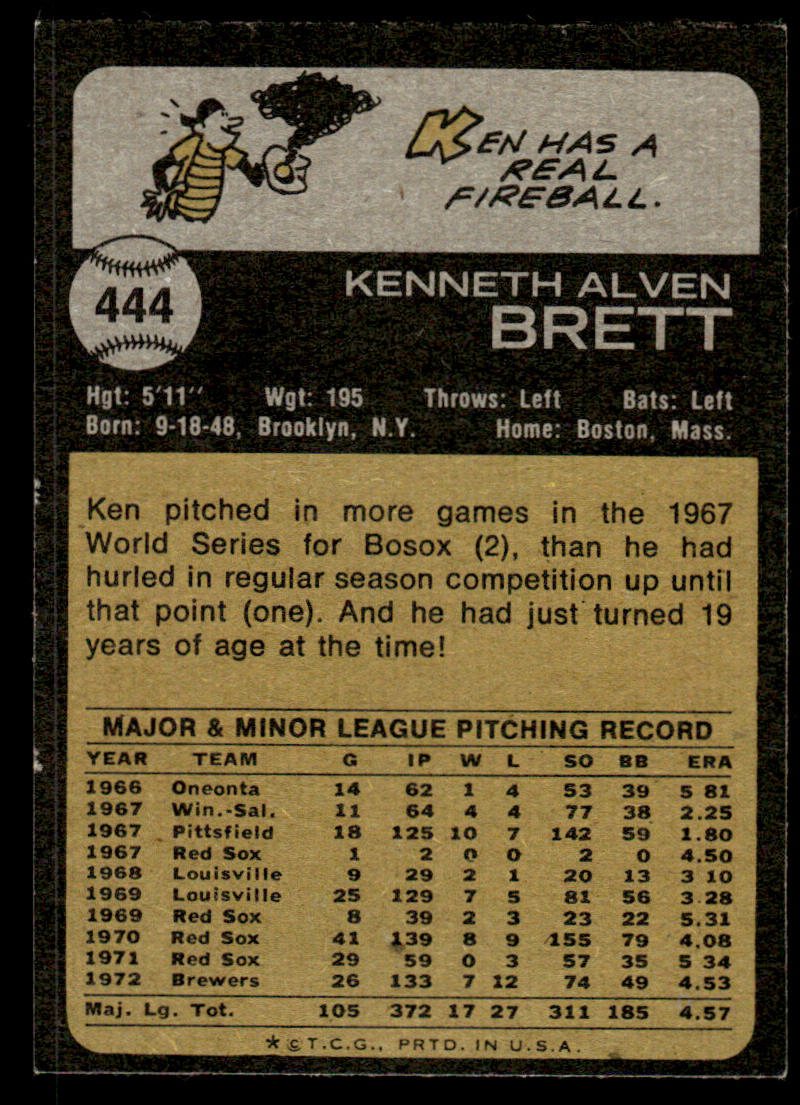 KEN HAS A
REAL
FIREBALL.
444
KENNETH ALVEN
BRETT
Hgt: 5'11" Wgt: 195 Throws: Left Bats: Left
Born: 9-18-48, Brooklyn, N.Y. Home: Boston, Mass.
Ken pitched in more games in the 1967
World Series for Bosox (2), than he had
hurled in regular season competition up until
that point (one). And he had just turned 19
years of age at the time!
MAJOR & MINOR LEAGUE PITCHING RECORD
YEAR TEAM G IP W L SO BB ERA
1966 Oneonta 14 62 1 4 53 39 5 81
1967 Win.-Sal. 11 64 4 4 77 38 2.25
1967 Pittsfield 18 125 10 7 142 59 1.80
1967 Red Sox 1 2 0 0 2 0 4.50
1968 Louisville 9 29 2 1 20 13 3 10
1969 Louisville 25 129 7 5 81 56 3.28
1969 Red Sox 8 39 2 3 23 22 5.31
1970 Red Sox 41 139 8 9 155 79 4.08
1971 Red Sox 29 59 0 3 57 35 5 34
1972 Brewers 26 133 7 12 74 49 4.53
Maj. Lg. Tot. 105 372 17 27 311 185 4.57
* © T.C.G., PRTD. IN U.S.A.